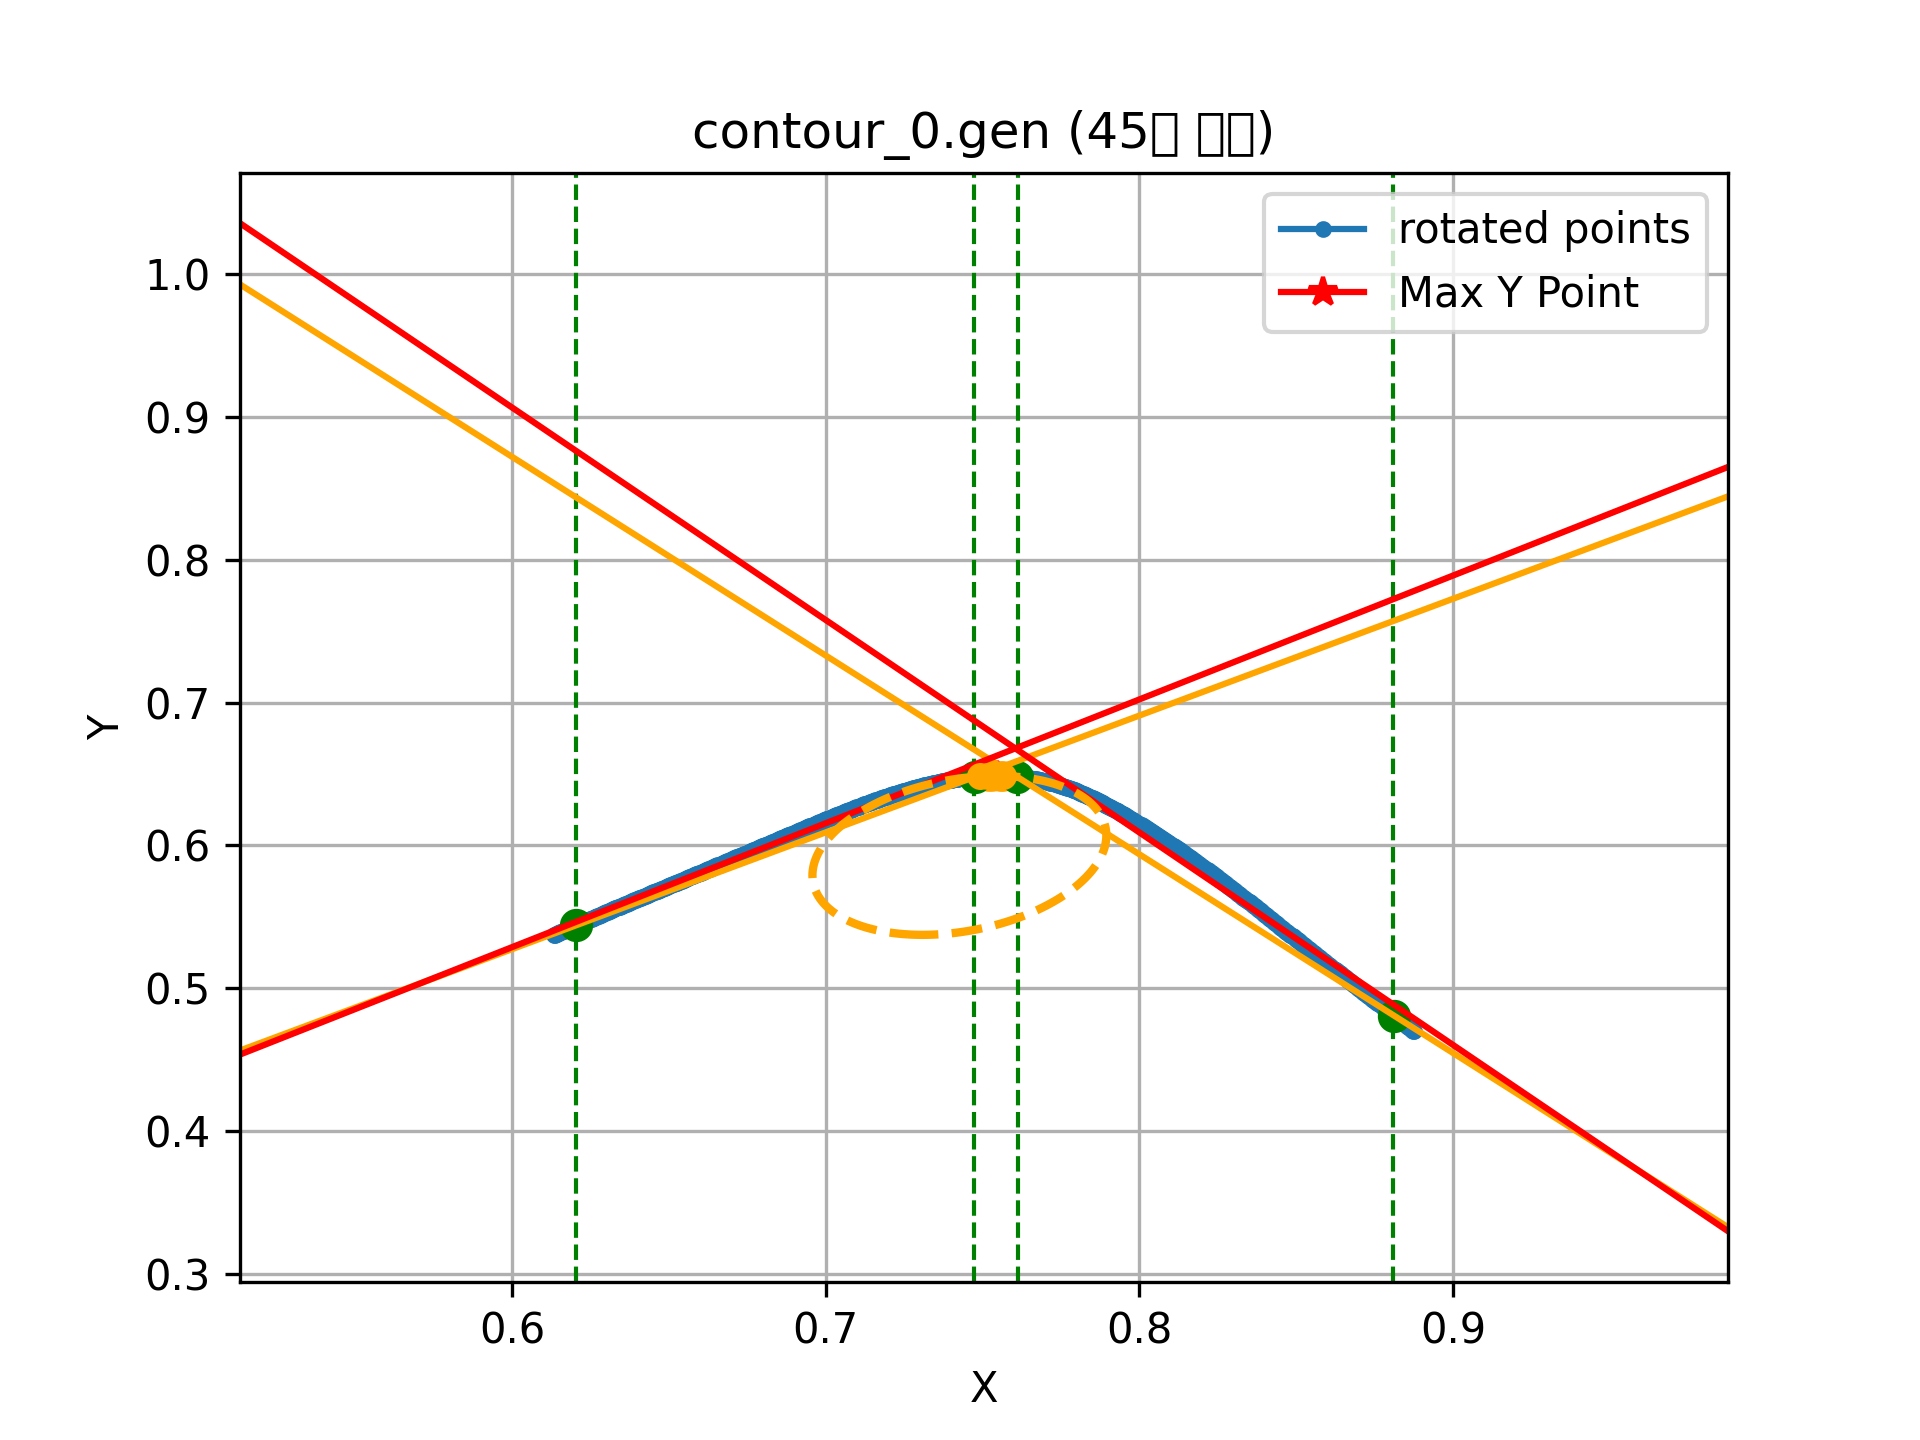 contour_0.gen (45▯ ▯▯)
rotated points
Max Y Point
1.0
0.9
0.8
0.7
0.6
0.5
0.4
0.3
Y
0.6 0.7 0.8 0.9
X